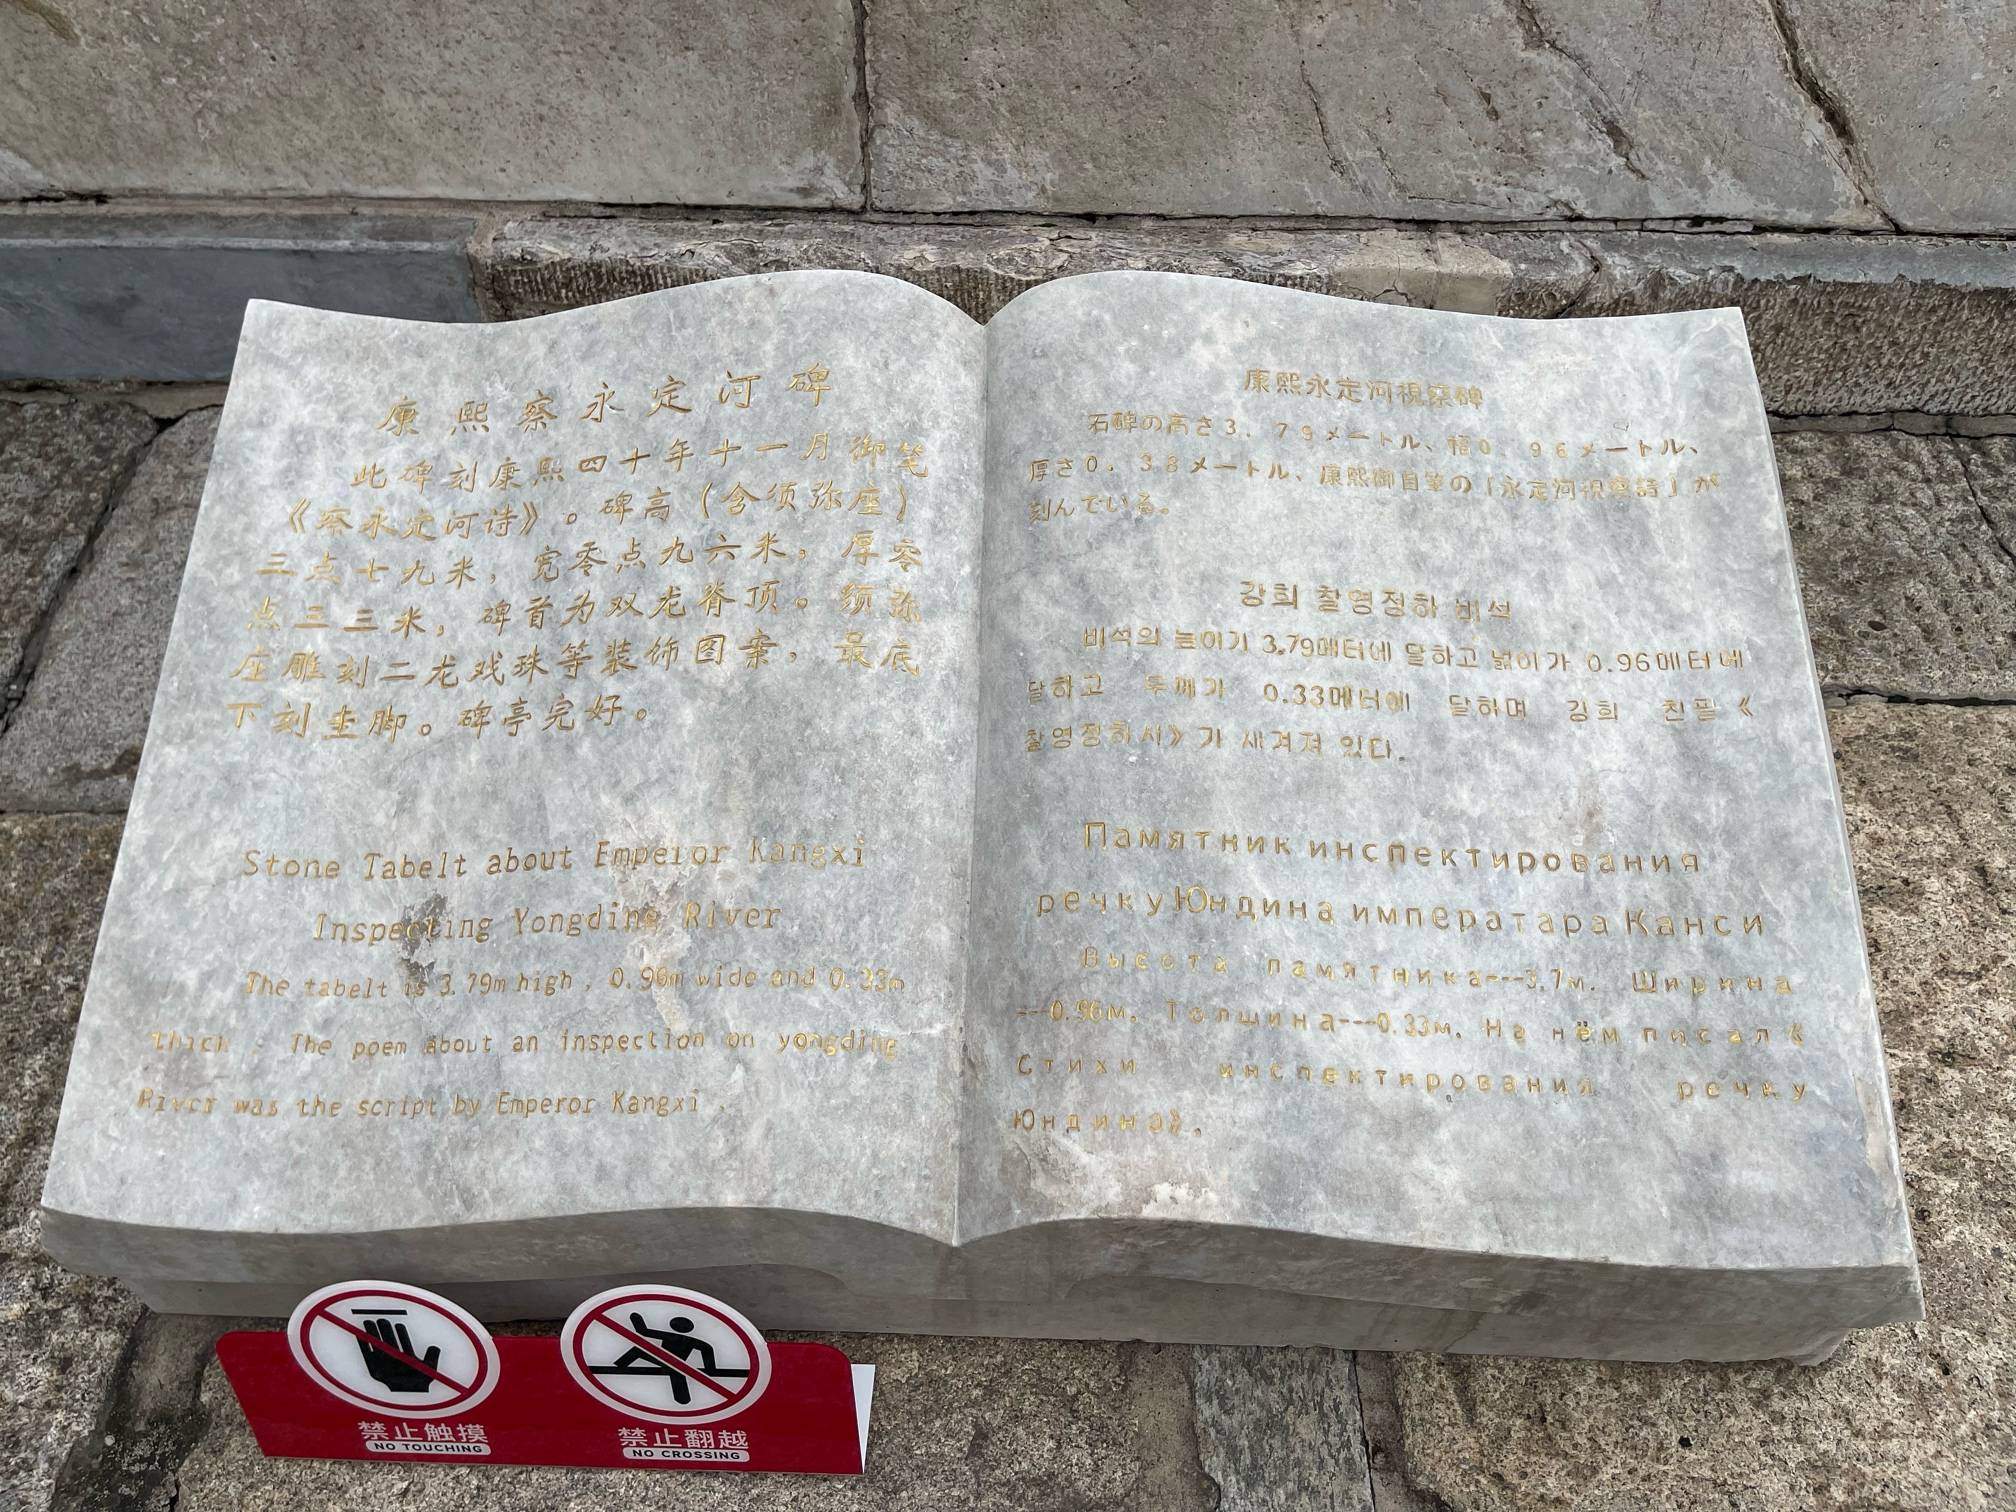 康熙察永定河碑
此碑刻康熙四十年十一月御笔
《察永定河诗》。碑高（含须弥座）
三点七九米，宽零点九六米，厚零
点三三米，碑首为双龙脊顶。须弥
座雕刻二龙戏珠等装饰图案，最底
下刻圭脚。碑亭完好。
Stone Tabelt about Emperor Kangxi
Inspecting Yongding River
The tabelt is 3.79m high , 0.96m wide and 0.33m
thick . The poem about an inspection on yongding
River was the script by Emperor Kangxi .
康熙永定河視察碑
石碑の高さ3．79メートル、幅0．96メートル、
厚さ0．38メートル、康熙御自筆の「永定河視察詩」が
刻んでいる。
강희 찰영정하 비석
비석의 높이기 3.79메터에 달하고 넓이가 0.96메터에
달하고 두께가 0.33메터에 달하며 강희 친필《
찰영정하시》가 새겨져 있다.
Памятник инспектирования
речку Юндина императара Канси
Высота памятника---3.7м. Ширина
---0.96м. Толщина---0.33м. На нём писал《
Стихи инспектирования речку
Юндина》.
禁止触摸
NO TOUCHING
禁止翻越
NO CROSSING